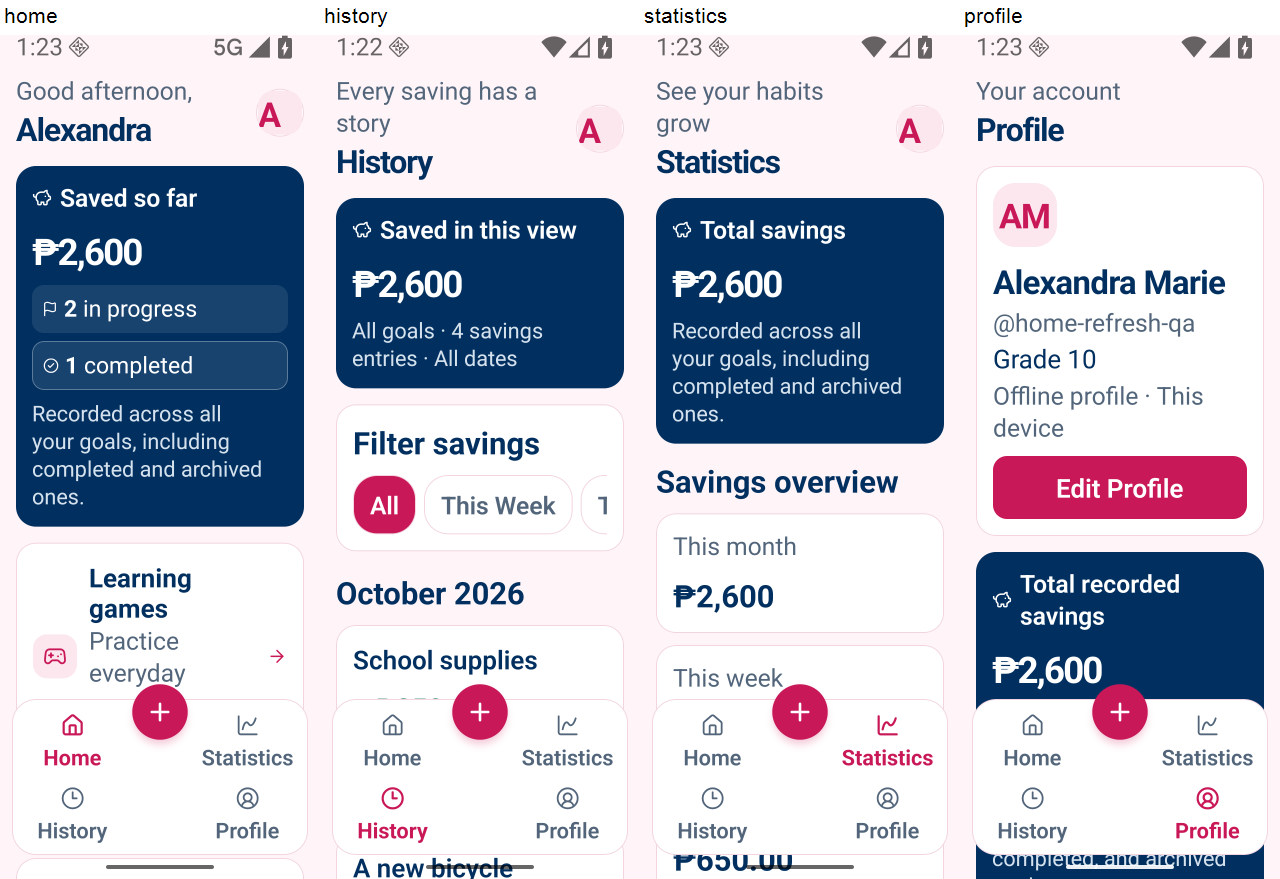 home
1:23
5G
Good afternoon,
Alexandra
A
Saved so far
₱2,600
2 in progress
1 completed
Recorded across all
your goals, including
completed and archived
ones.
Learning
games
Practice
everyday
Home
Statistics
History
Profile
history
1:22
Every saving has a
story
History
A
Saved in this view
₱2,600
All goals · 4 savings
entries · All dates
Filter savings
All
This Week
October 2026
School supplies
Home
Statistics
History
Profile
A new bicycle
statistics
1:23
See your habits
grow
Statistics
A
Total savings
₱2,600
Recorded across all
your goals, including
completed and archived
ones.
Savings overview
This month
₱2,600
This week
Home
Statistics
History
Profile
₱650.00
profile
1:23
Your account
Profile
AM
Alexandra Marie
@home-refresh-qa
Grade 10
Offline profile · This
device
Edit Profile
Total recorded
savings
₱2,600
Home
Statistics
History
Profile
completed, and archived